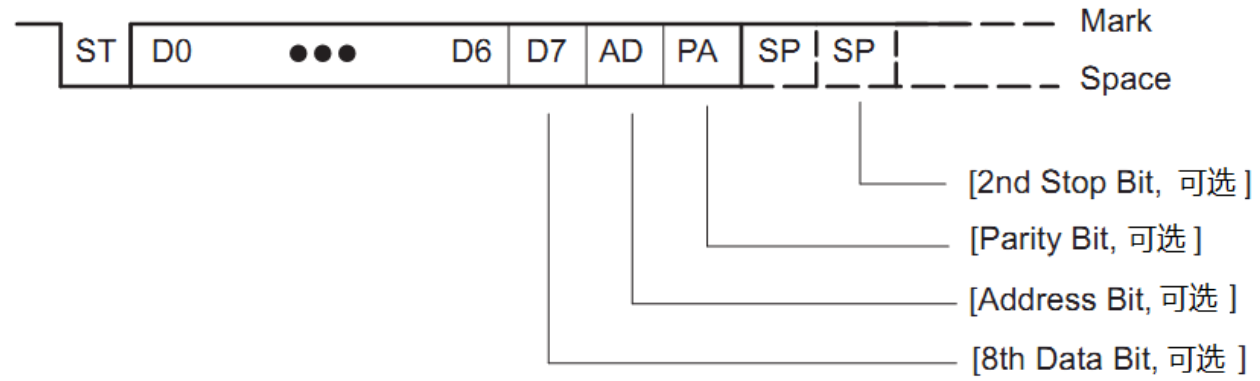 Mark
ST D0 ●●● D6 D7 AD PA SP SP
Space
[2nd Stop Bit, 可选 ]
[Parity Bit, 可选 ]
[Address Bit, 可选 ]
[8th Data Bit, 可选 ]